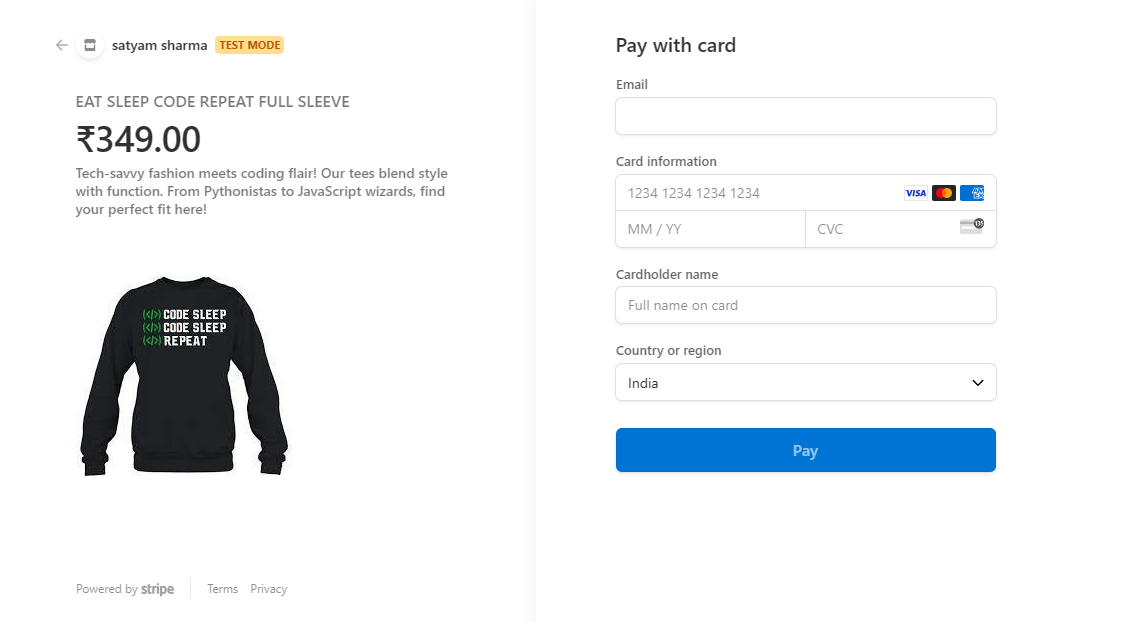 satyam sharma TEST MODE
EAT SLEEP CODE REPEAT FULL SLEEVE
₹349.00
Tech-savvy fashion meets coding flair! Our tees blend style
with function. From Pythonistas to JavaScript wizards, find
your perfect fit here!
(</>) CODE SLEEP
(</>) CODE SLEEP
(</>) REPEAT
Powered by stripe
Terms Privacy
Pay with card
Email
Card information
1234 1234 1234 1234 VISA AMEX
MM / YY CVC 135
Cardholder name
Full name on card
Country or region
India
Pay